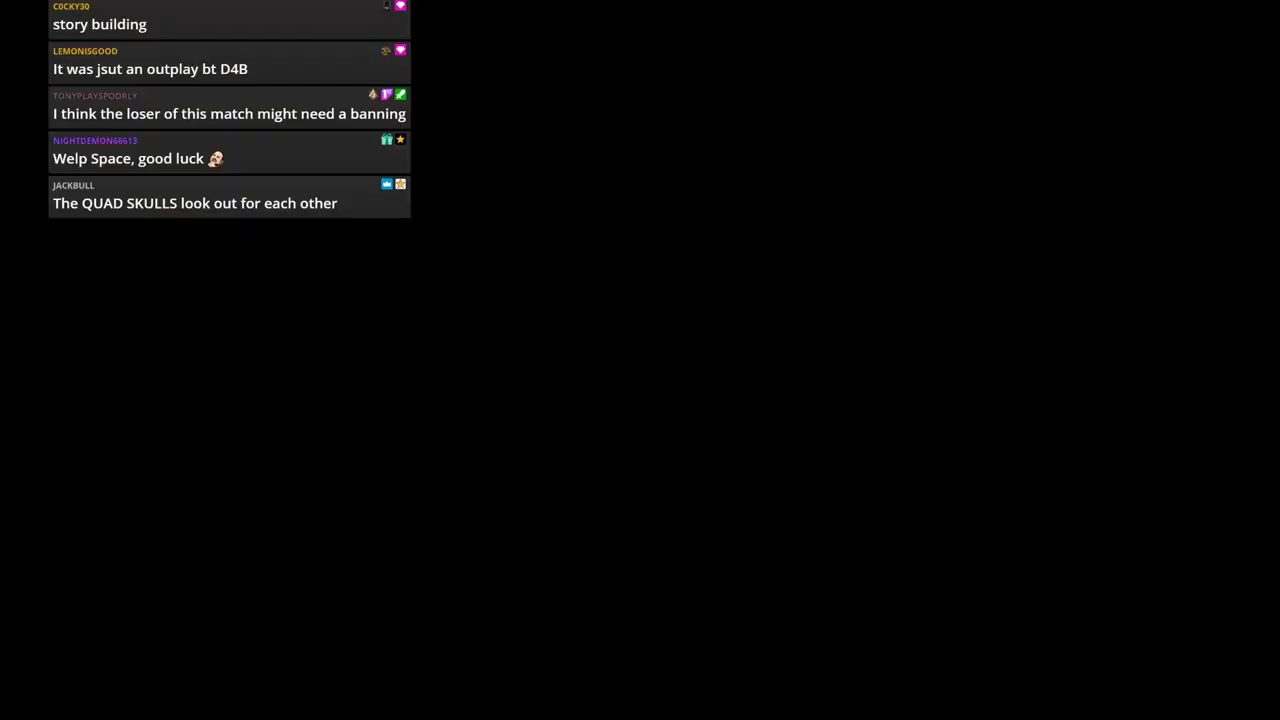 C0CKY30
story building
LEMONISGOOD
It was jsut an outplay bt D4B
TONYPLAYSPOORLY
I think the loser of this match might need a banning
NIGHTDEMON66613
Welp Space, good luck
JACKBULL
The QUAD SKULLS look out for each other